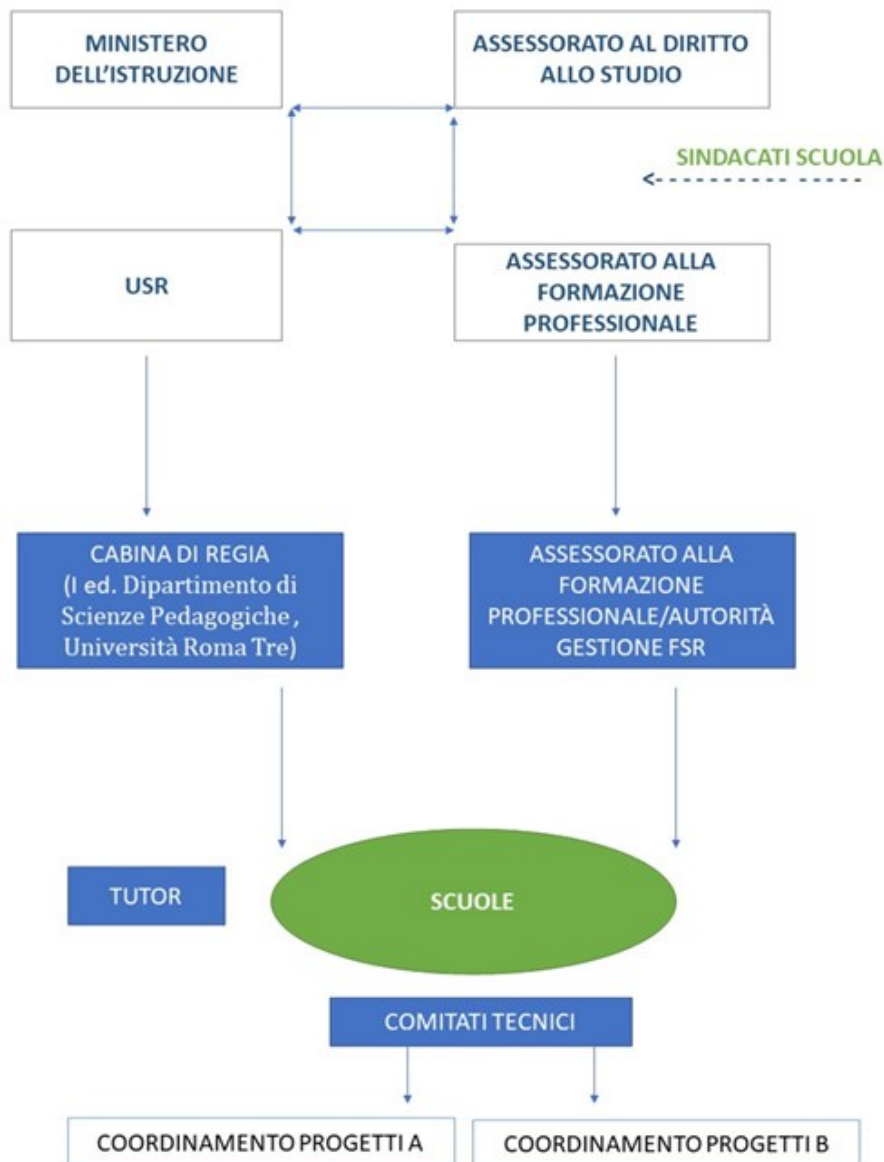 MINISTERO
DELL'ISTRUZIONE
ASSESSORATO AL DIRITTO
ALLO STUDIO
SINDACATI SCUOLA
USR
ASSESSORATO ALLA
FORMAZIONE
PROFESSIONALE
CABINA DI REGIA
(I ed. Dipartimento di
Scienze Pedagogiche ,
Università Roma Tre)
ASSESSORATO ALLA
FORMAZIONE
PROFESSIONALE/AUTORITÀ
GESTIONE FSR
TUTOR
SCUOLE
COMITATI TECNICI
COORDINAMENTO PROGETTI A
COORDINAMENTO PROGETTI B